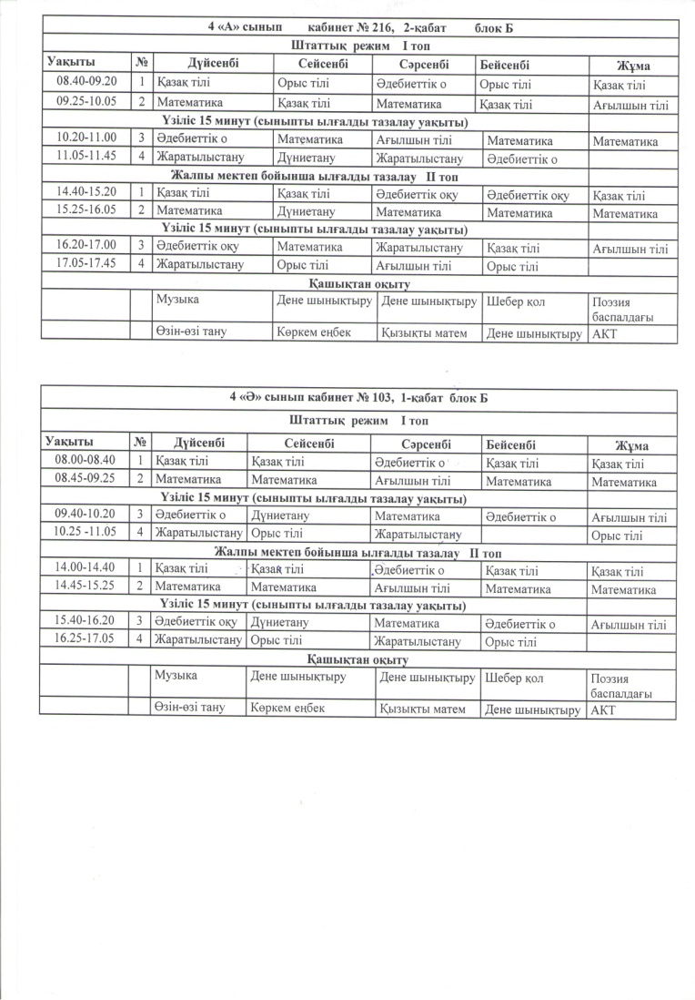 4 «А» сынып кабинет № 216, 2-қабат блок Б
Штаттық режим I топ
Уақыты № Дүйсенбі Сейсенбі Сәрсенбі Бейсенбі Жұма
08.40-09.20 1 Қазақ тілі Орыс тілі Әдебиеттік о Орыс тілі Қазақ тілі
09.25-10.05 2 Математика Қазақ тілі Математика Қазақ тілі Ағылшын тілі
Үзіліс 15 минут (сыныпты ылғалды тазалау уақыты)
10.20-11.00 3 Әдебиеттік о Математика Ағылшын тілі Математика Математика
11.05-11.45 4 Жаратылыстану Дүниетану Жаратылыстану Әдебиеттік о
Жалпы мектеп бойынша ылғалды тазалау II топ
14.40-15.20 1 Қазақ тілі Қазақ тілі Әдебиеттік оқу Әдебиеттік оқу Қазақ тілі
15.25-16.05 2 Математика Дүниетану Математика Математика Математика
Үзіліс 15 минут (сыныпты ылғалды тазалау уақыты)
16.20-17.00 3 Әдебиеттік оқу Математика Жаратылыстану Қазақ тілі Ағылшын тілі
17.05-17.45 4 Жаратылыстану Орыс тілі Ағылшын тілі Орыс тілі
Қашықтан оқыту
Музыка Дене шынықтыру Дене шынықтыру Шебер қол Поэзия
баспалдағы
Өзін-өзі тану Көркем еңбек Қызықты матем Дене шынықтыру АКТ
4 «Ә» сынып кабинет № 103, 1-қабат блок Б
Штаттық режим I топ
Уақыты № Дүйсенбі Сейсенбі Сәрсенбі Бейсенбі Жұма
08.00-08.40 1 Қазақ тілі Қазақ тілі Әдебиеттік о Қазақ тілі Қазақ тілі
08.45-09.25 2 Математика Математика Ағылшын тілі Математика Математика
Үзіліс 15 минут (сыныпты ылғалды тазалау уақыты)
09.40-10.20 3 Әдебиеттік о Дүниетану Математика Әдебиеттік о Ағылшын тілі
10.25 -11.05 4 Жаратылыстану Орыс тілі Жаратылыстану Орыс тілі
Жалпы мектеп бойынша ылғалды тазалау II топ
14.00-14.40 1 Қазақ тілі Қазақ тілі Әдебиеттік о Қазақ тілі Қазақ тілі
14.45-15.25 2 Математика Математика Ағылшын тілі Математика Математика
Үзіліс 15 минут (сыныпты ылғалды тазалау уақыты)
15.40-16.20 3 Әдебиеттік оқу Дүниетану Математика Әдебиеттік о Ағылшын тілі
16.25-17.05 4 Жаратылыстану Орыс тілі Жаратылыстану Орыс тілі
Қашықтан оқыту
Музыка Дене шынықтыру Дене шынықтыру Шебер қол Поэзия
баспалдағы
Өзін-өзі тану Көркем еңбек Қызықты матем Дене шынықтыру АКТ